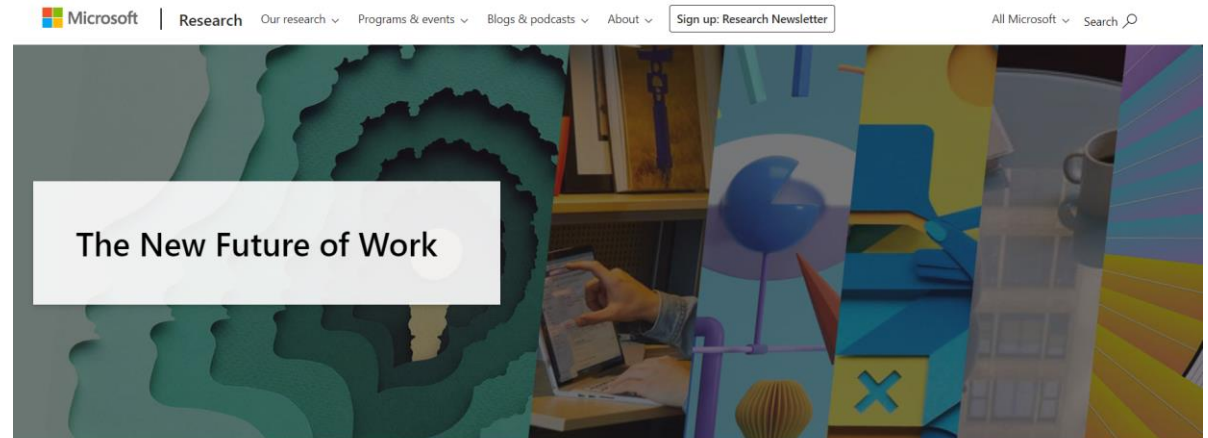 Microsoft Research Our research Programs & events Blogs & podcasts About Sign up: Research Newsletter All Microsoft Search
The New Future of Work